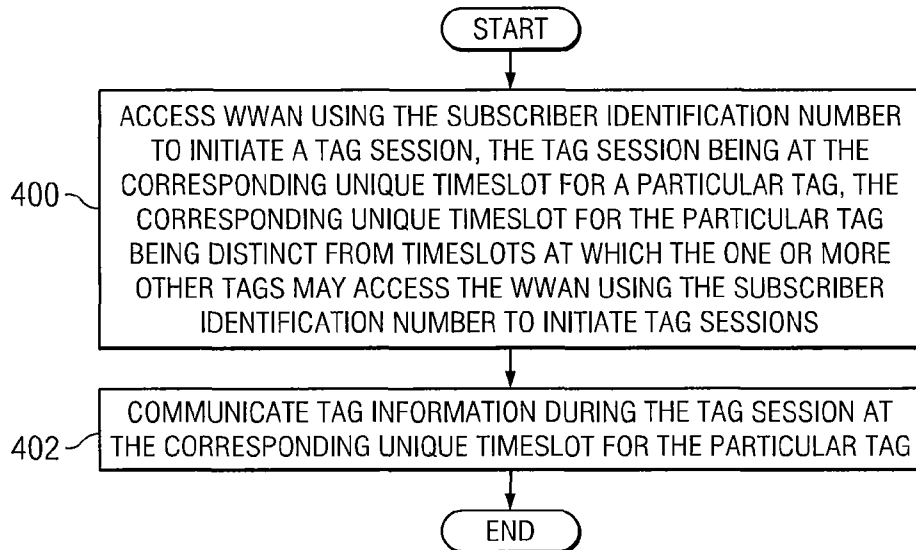 START
ACCESS WWAN USING THE SUBSCRIBER IDENTIFICATION NUMBER
TO INITIATE A TAG SESSION, THE TAG SESSION BEING AT THE
CORRESPONDING UNIQUE TIMESLOT FOR A PARTICULAR TAG, THE
400
CORRESPONDING UNIQUE TIMESLOT FOR THE PARTICULAR TAG
BEING DISTINCT FROM TIMESLOTS AT WHICH THE ONE OR MORE
OTHER TAGS MAY ACCESS THE WWAN USING THE SUBSCRIBER
IDENTIFICATION NUMBER TO INITIATE TAG SESSIONS
COMMUNICATE TAG INFORMATION DURING THE TAG SESSION AT
402
THE CORRESPONDING UNIQUE TIMESLOT FOR THE PARTICULAR TAG
END